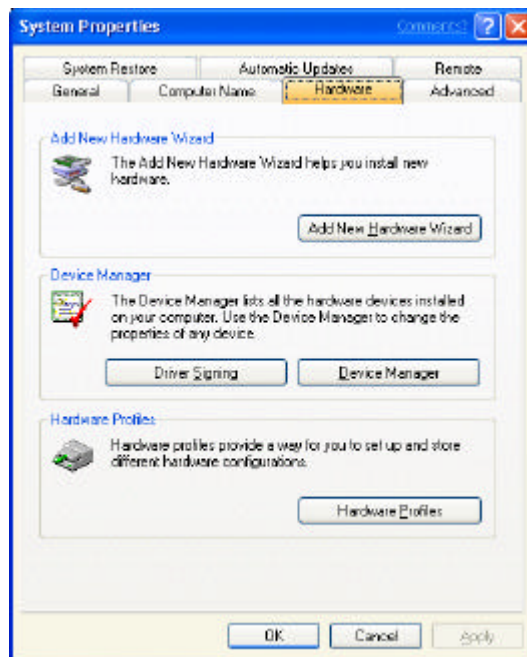 System Properties
Comments?
System Restore
Automatic Updates
Remote
General
Computer Name
Hardware
Advanced
Add New Hardware Wizard
The Add New Hardware Wizard helps you install new
hardware.
Add New Hardware Wizard
Device Manager
The Device Manager lists all the hardware devices installed
on your computer. Use the Device Manager to change the
properties of any device.
Driver Signing
Device Manager
Hardware Profiles
Hardware profiles provide a way for you to set up and store
different hardware configurations.
Hardware Profiles
OK
Cancel
Apply